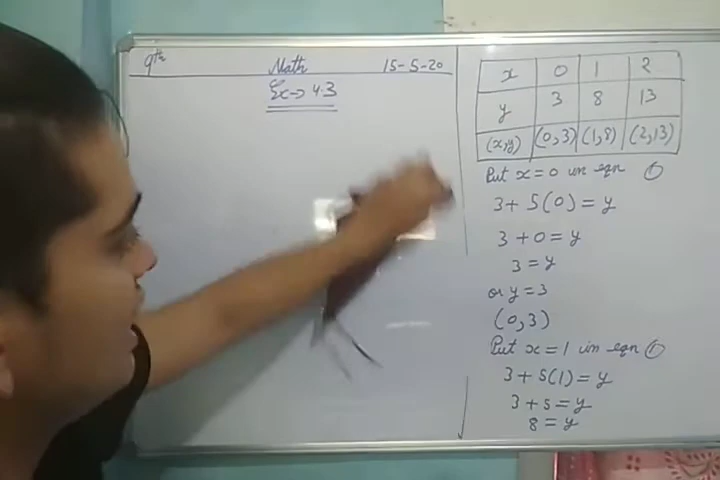 9th Math 15-5-20
Ex → 4.3
x 0 1 2
y 3 8 13
(x,y) (0,3) (1,8) (2,13)
Put x=0 in eqn ①
3+ 5(0) = y
3 + 0 = y
3 = y
or y = 3
(0,3)
Put x = 1 in eqn ①
3 + 5(1) = y
3 + 5 = y
8 = y